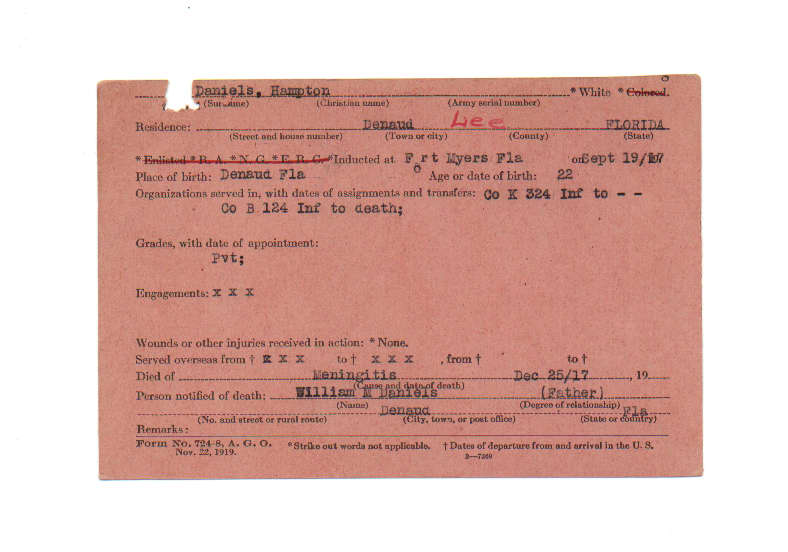 Daniels, Hampton * White * Colored.
(Surname) (Christian name) (Army serial number)
Residence: Denaud Lee FLORIDA
(Street and house number) (Town or city) (County) (State)
* Enlisted * R. A. * N. G. * E. R. C. * Inducted at F rt Myers Fla on Sept 19/17
o
Place of birth: Denaud Fla Age or date of birth: 22
Organizations served in, with dates of assignments and transfers: Co K 324 Inf to - -
Co B 124 Inf to death;
Grades, with date of appointment:
Pvt;
Engagements: x x x
Wounds or other injuries received in action: * None.
Served overseas from † x x x to † x x x , from † to †
Died of Meningitis Dec 25/17 , 19
(Cause and date of death)
Person notified of death: William M Daniels (Father)
(Name) (Degree of relationship)
Denaud Fla
(No. and street or rural route) (City, town, or post office) (State or country)
Remarks:
Form No. 724-8, A. G. O. * Strike out words not applicable. † Dates of departure from and arrival in the U. S.
Nov. 22, 1919. 3—7269